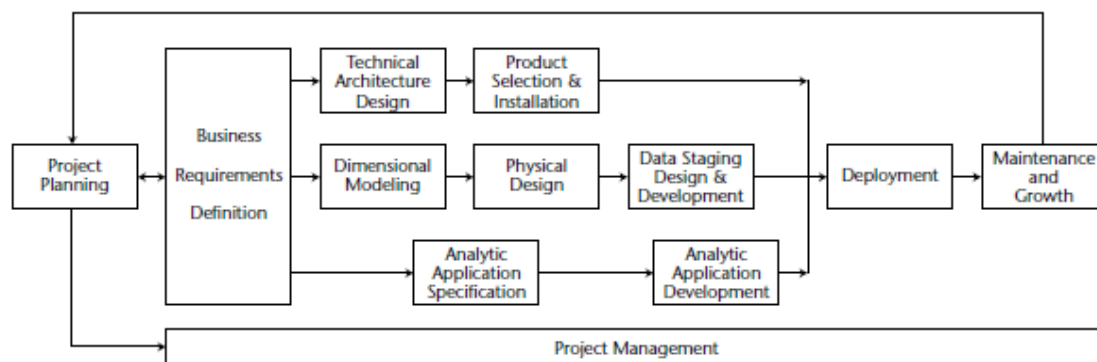 Project
Planning
Business
Requirements
Definition
Technical
Architecture
Design
Product
Selection &
Installation
Dimensional
Modeling
Physical
Design
Data Staging
Design &
Development
Analytic
Application
Specification
Analytic
Application
Development
Deployment
Maintenance
and
Growth
Project Management